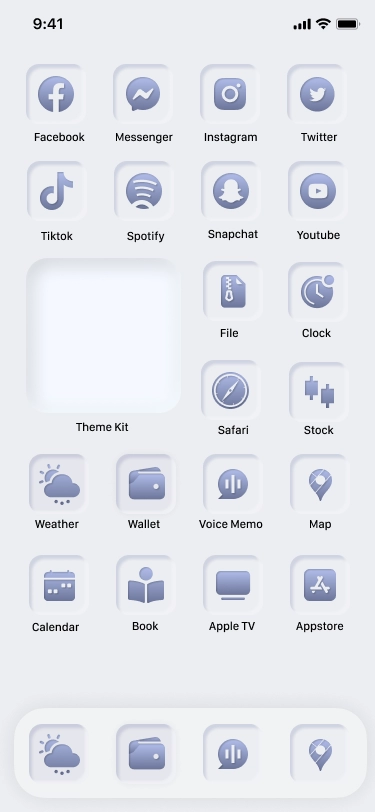 9:41
Facebook
Messenger
Instagram
Twitter
Tiktok
Spotify
Snapchat
Youtube
File
Clock
Theme Kit
Safari
Stock
Weather
Wallet
Voice Memo
Map
Calendar
Book
Apple TV
Appstore